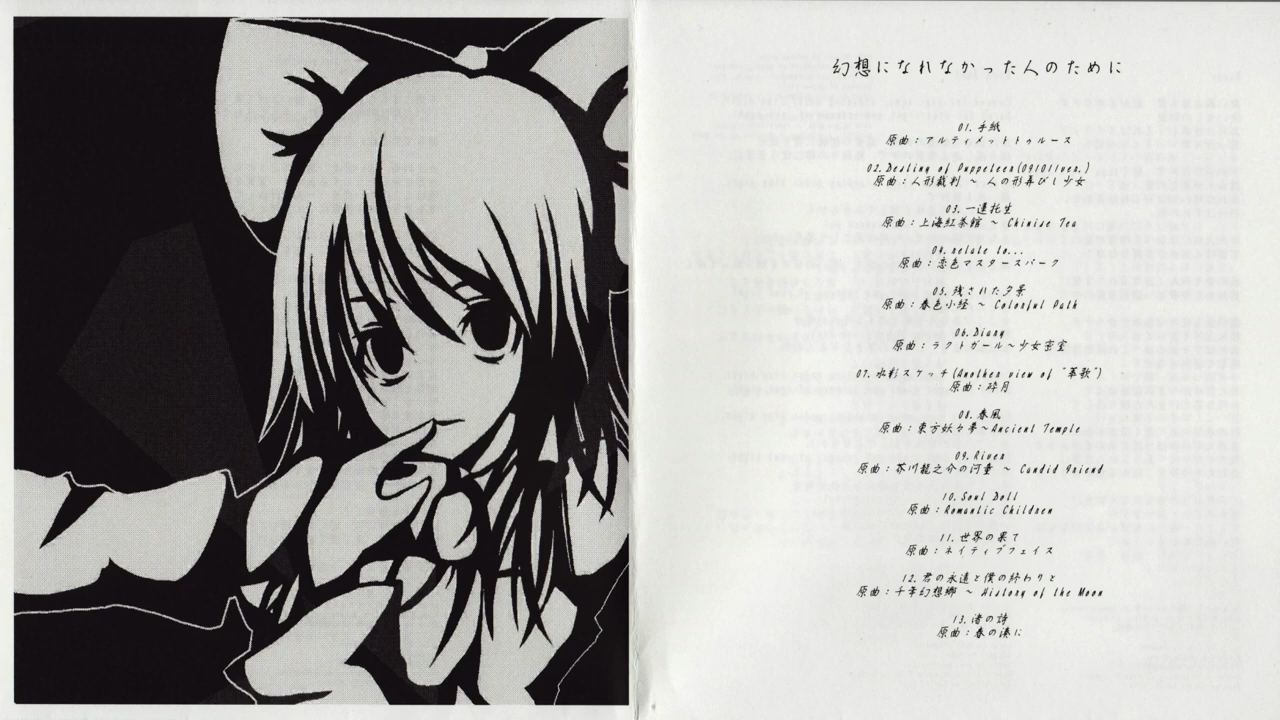 幻想になれなかった人のために
01.手紙
原曲：アルティメットトゥルース
02.Destiny of Puppeteer(091011ver.)
原曲：人形裁判 ～ 人の形弄びし少女
03.一蓮托生
原曲：上海紅茶館 ～ Chinise Tea
04.relate to...
原曲：恋色マスタースパーク
05.残された夕景
原曲：春色小径 ～ Colorful Path
06.Diary
原曲：ラクトガール～少女密室
07.水彩スケッチ(Another view of "華歌")
原曲：砕月
08.春風
原曲：東方妖々夢～Ancient Temple
09.River
原曲：芥川龍之介の河童 ～ Candid Friend
10.Soul Doll
原曲：Romantic Children
11.世界の果て
原曲：ネイティブフェイス
12.君の永遠と僕の終わりと
原曲：千年幻想郷 ～ History of the Moon
13.渚の詩
原曲：春の湊に